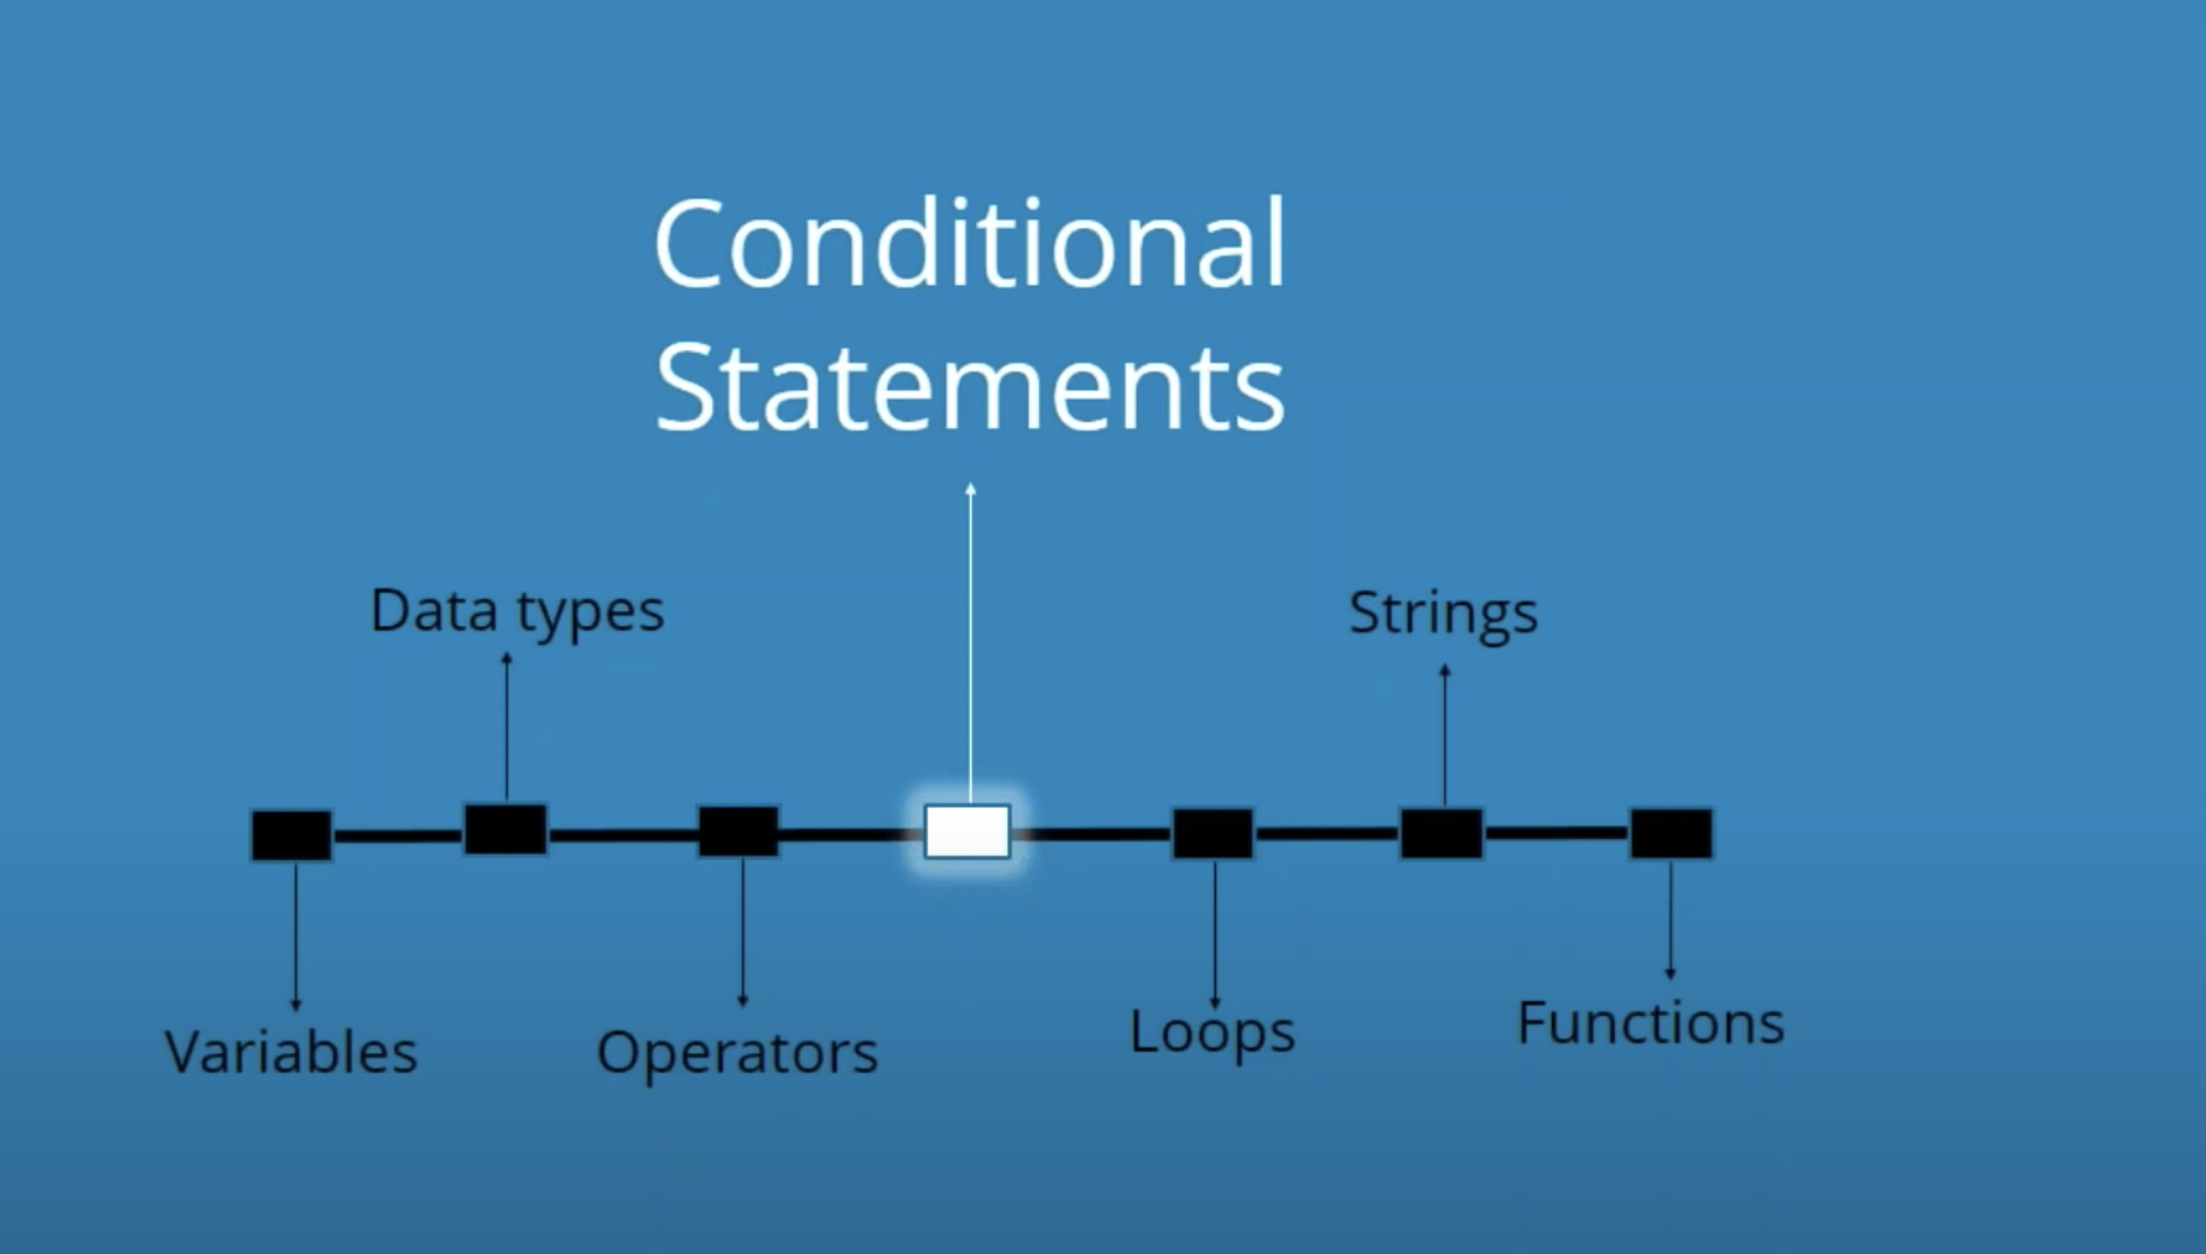 Conditional
Statements
Data types
Strings
Variables
Operators
Loops
Functions